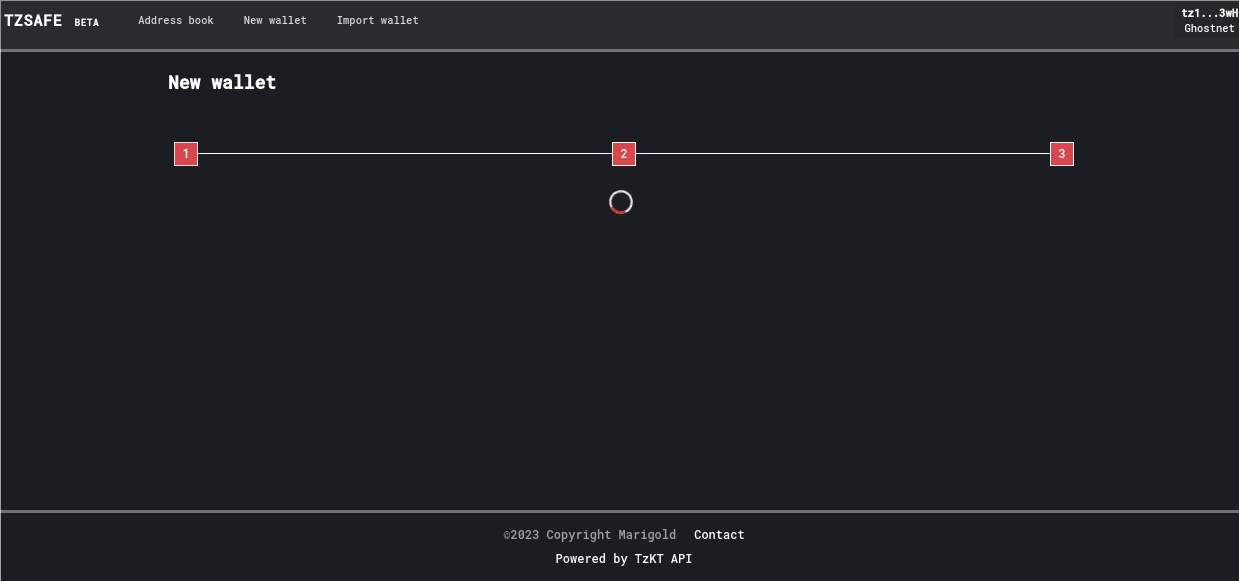 TZSAFE BETA Address book New wallet Import wallet
tz1...3wH
Ghostnet
New wallet
1 2 3
©2023 Copyright Marigold Contact
Powered by TzKT API